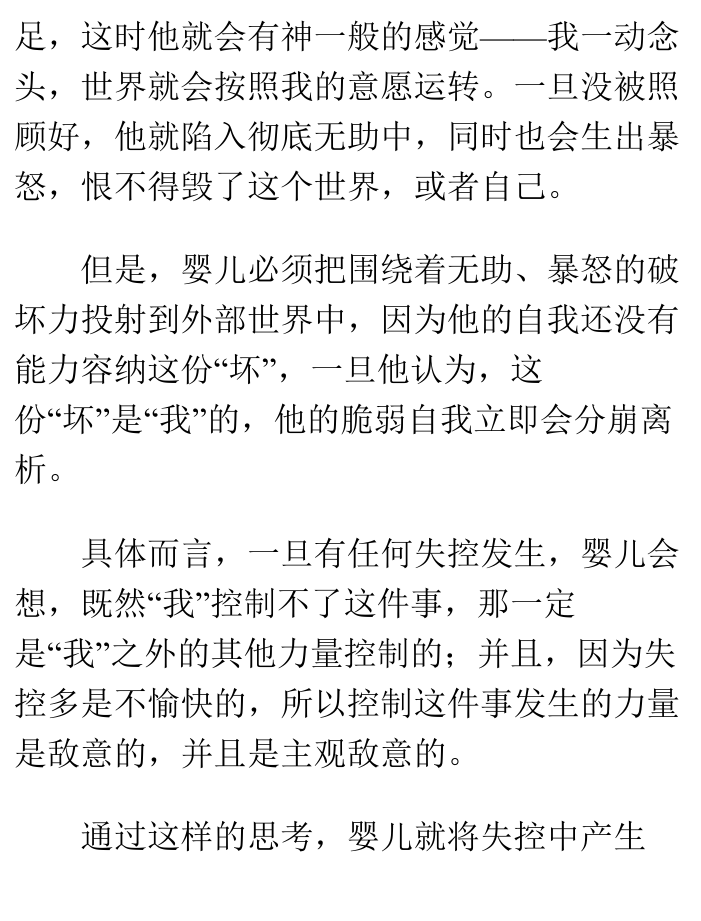 足，这时他就会有神一般的感觉——我一动念
头，世界就会按照我的意愿运转。一旦没被照
顾好，他就陷入彻底无助中，同时也会生出暴
怒，恨不得毁了这个世界，或者自己。
但是，婴儿必须把围绕着无助、暴怒的破
坏力投射到外部世界中，因为他的自我还没有
能力容纳这份“坏”，一旦他认为，这
份“坏”是“我”的，他的脆弱自我立即会分崩离
析。
具体而言，一旦有任何失控发生，婴儿会
想，既然“我”控制不了这件事，那一定
是“我”之外的其他力量控制的；并且，因为失
控多是不愉快的，所以控制这件事发生的力量
是敌意的，并且是主观敌意的。
通过这样的思考，婴儿就将失控中产生